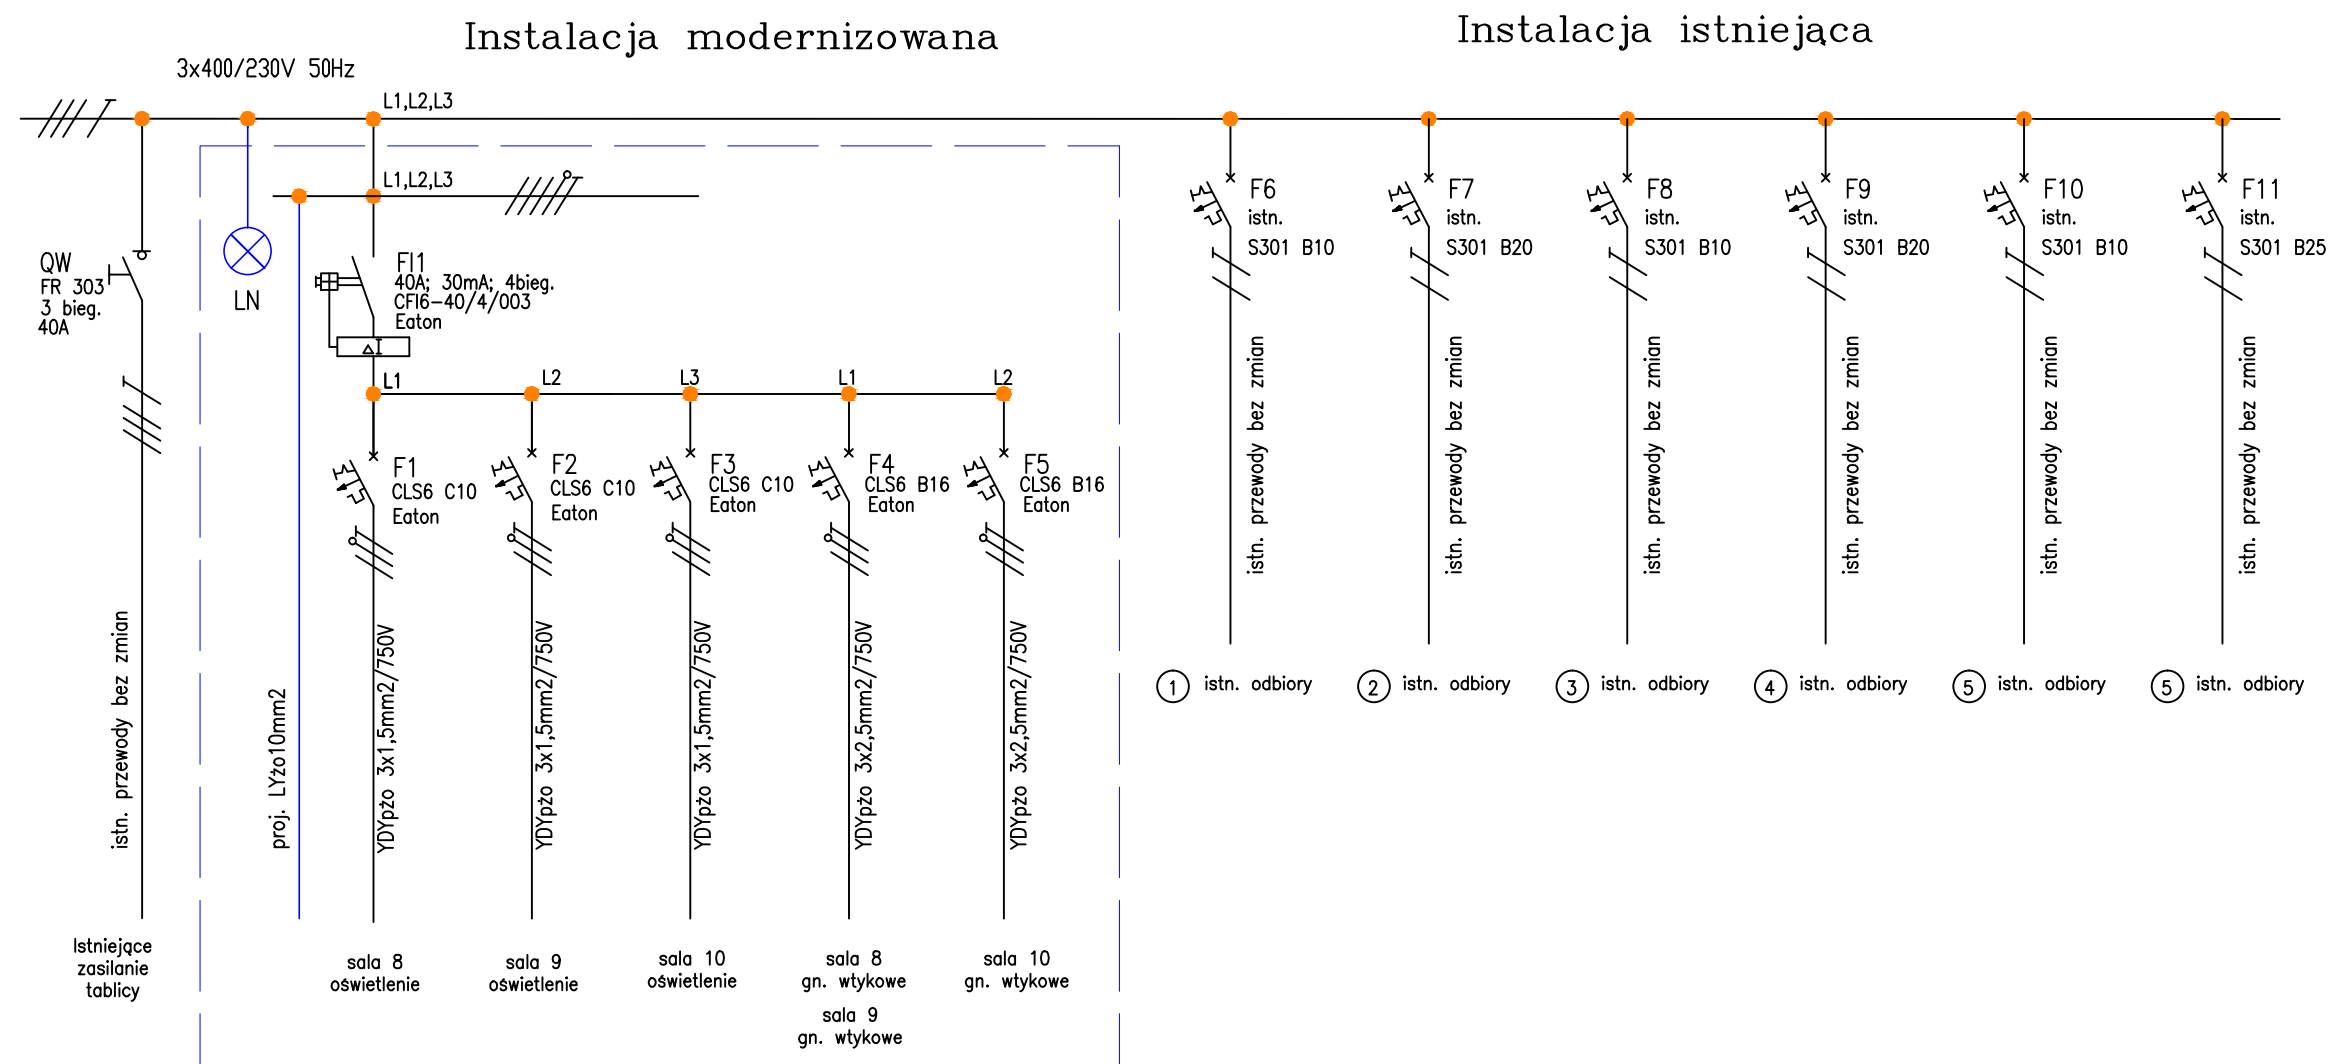 Instalacja modernizowana
Instalacja istniejąca
3x400/230V 50Hz
L1,L2,L3
L1,L2,L3
QW
FR 303
3 bieg.
40A
LN
FI1
40A; 30mA; 4bieg.
CFI6-40/4/003
Eaton
L1
L2
L3
L1
L2
F1
CLS6 C10
Eaton
F2
CLS6 C10
Eaton
F3
CLS6 C10
Eaton
F4
CLS6 B16
Eaton
F5
CLS6 B16
Eaton
F6
istn.
S301 B10
F7
istn.
S301 B20
F8
istn.
S301 B10
F9
istn.
S301 B20
F10
istn.
S301 B10
F11
istn.
S301 B25
istn. przewody bez zmian
proj. LYżo10mm2
YDYpżo 3x1,5mm2/750V
YDYpżo 3x1,5mm2/750V
YDYpżo 3x1,5mm2/750V
YDYpżo 3x2,5mm2/750V
YDYpżo 3x2,5mm2/750V
istn. przewody bez zmian
istn. przewody bez zmian
istn. przewody bez zmian
istn. przewody bez zmian
istn. przewody bez zmian
istn. przewody bez zmian
1 istn. odbiory
2 istn. odbiory
3 istn. odbiory
4 istn. odbiory
5 istn. odbiory
5 istn. odbiory
Istniejące
zasilanie
tablicy
sala 8
oświetlenie
sala 9
oświetlenie
sala 10
oświetlenie
sala 8
gn. wtykowe
sala 9
gn. wtykowe
sala 10
gn. wtykowe